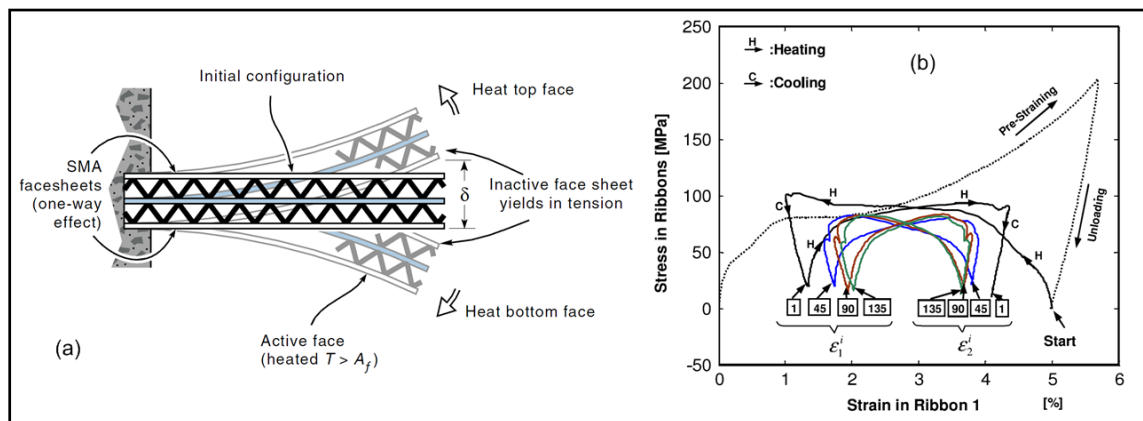 Initial configuration
Heat top face
SMA
facesheets
(one-way
effect)
δ
Inactive face sheet
yields in tension
Heat bottom face
Active face
(heated T > A_f)
(a)
(b)
H :Heating
C :Cooling
Stress in Ribbons [MPa]
250
200
150
100
50
0
-50
Pre-Straining
Unloading
H
H
C
C
H
H
1
45
90
135
135
90
45
1
ε₁ⁱ
ε₂ⁱ
Start
0
1
2
3
4
5
6
Strain in Ribbon 1 [%]